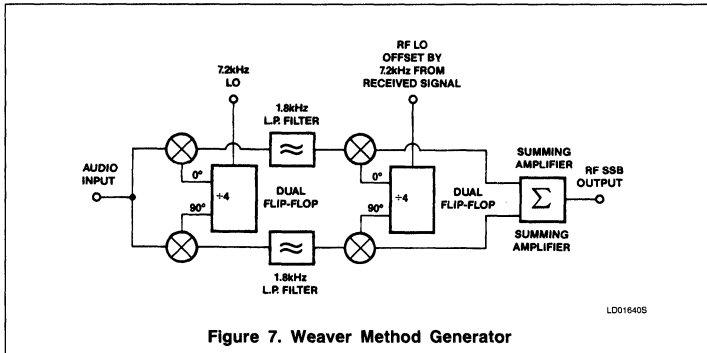 7.2kHz
LO
RF LO
OFFSET BY
7.2kHz FROM
RECEIVED SIGNAL
1.8kHz
L.P. FILTER
AUDIO
INPUT
0°
÷4
90°
DUAL
FLIP-FLOP
0°
÷4
90°
DUAL
FLIP-FLOP
SUMMING
AMPLIFIER
Σ
SUMMING
AMPLIFIER
RF SSB
OUTPUT
≈
≈
1.8kHz
L.P. FILTER
LD01640S
Figure 7. Weaver Method Generator